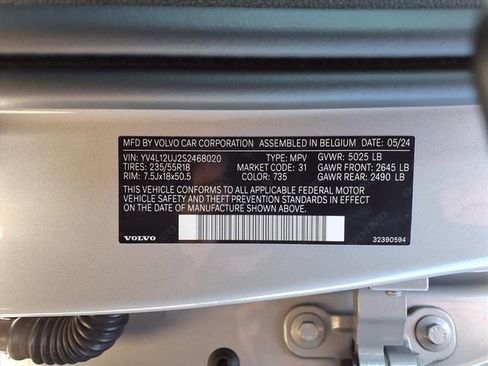 MFD BY VOLVO CAR CORPORATION ASSEMBLED IN BELGIUM DATE: 05/24
VIN: YV4L12UJ2S2468020 TYPE: MPV GVWR: 5025 LB
TIRES: 235/55R18 MARKET CODE: 31 GAWR FRONT: 2645 LB
RIM: 7.5Jx18x50.5 COLOR: 735 GAWR REAR: 2490 LB
THIS VEHICLE CONFORMS TO ALL APPLICABLE FEDERAL MOTOR
VEHICLE SAFETY AND THEFT PREVENTION STANDARDS IN EFFECT
ON THE DATE OF MANUFACTURE SHOWN ABOVE.
VOLVO 32390594